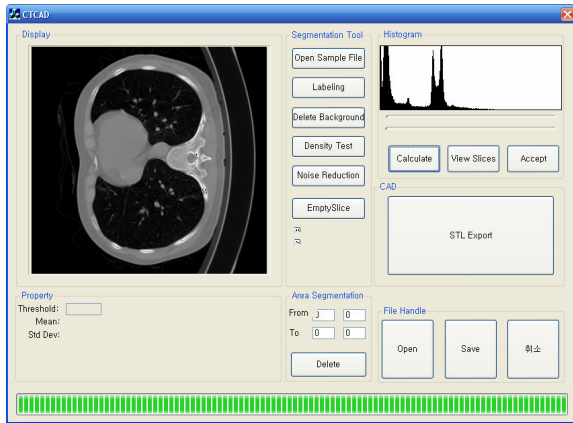 CTCAD
Display
Segmentation Tool
Open Sample File
Labeling
Delete Background
Density Test
Noise Reduction
EmptySlice
Histogram
Calculate
View Slices
Accept
CAD
STL Export
Property
Threshold:
Mean:
Std Dev:
Area Segmentation
From 0 0
To 0 0
Delete
File Handle
Open
Save
취소